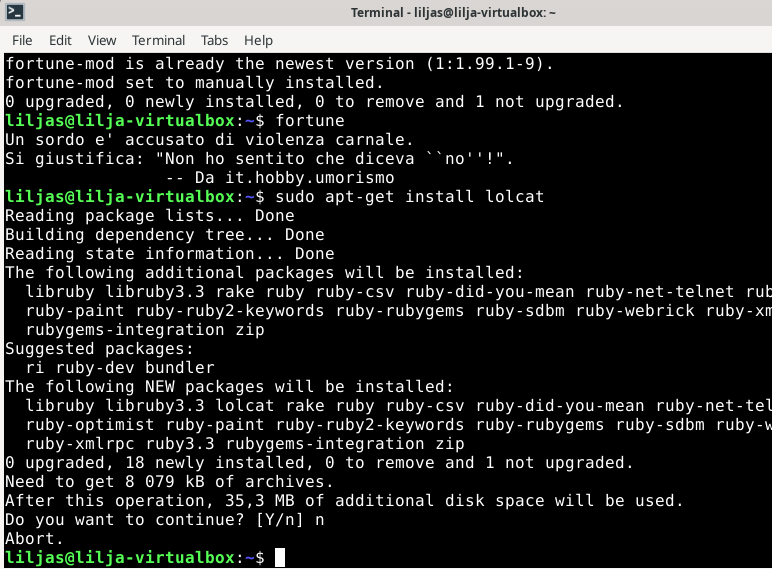 Terminal - liljas@lilja-virtualbox: ~
File Edit View Terminal Tabs Help
fortune-mod is already the newest version (1:1.99.1-9).
fortune-mod set to manually installed.
0 upgraded, 0 newly installed, 0 to remove and 1 not upgraded.
liljas@lilja-virtualbox:~$ fortune
Un sordo e' accusato di violenza carnale.
Si giustifica: "Non ho sentito che diceva ``no''!".
-- Da it.hobby.umorismo
liljas@lilja-virtualbox:~$ sudo apt-get install lolcat
Reading package lists... Done
Building dependency tree... Done
Reading state information... Done
The following additional packages will be installed:
libruby libruby3.3 rake ruby ruby-csv ruby-did-you-mean ruby-net-telnet rub
ruby-paint ruby-ruby2-keywords ruby-rubygems ruby-sdbm ruby-webrick ruby-xm
rubygems-integration zip
Suggested packages:
ri ruby-dev bundler
The following NEW packages will be installed:
libruby libruby3.3 lolcat rake ruby ruby-csv ruby-did-you-mean ruby-net-tel
ruby-optimist ruby-paint ruby-ruby2-keywords ruby-rubygems ruby-sdbm ruby-w
ruby-xmlrpc ruby3.3 rubygems-integration zip
0 upgraded, 18 newly installed, 0 to remove and 1 not upgraded.
Need to get 8 079 kB of archives.
After this operation, 35,3 MB of additional disk space will be used.
Do you want to continue? [Y/n] n
Abort.
liljas@lilja-virtualbox:~$